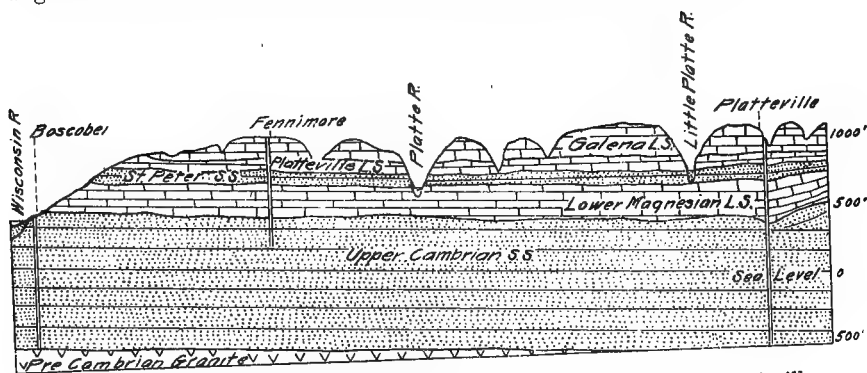 Wisconsin R.
Boscobel
Fennimore
Platte R.
Little Platte R.
Platteville
1000'
Galena L.S.
Platteville L.S.
St Peter S.S.
Lower Magnesian L.S.
500'
Upper Cambrian S.S.
Sea Level
0
500'
Pre Cambrian Granite